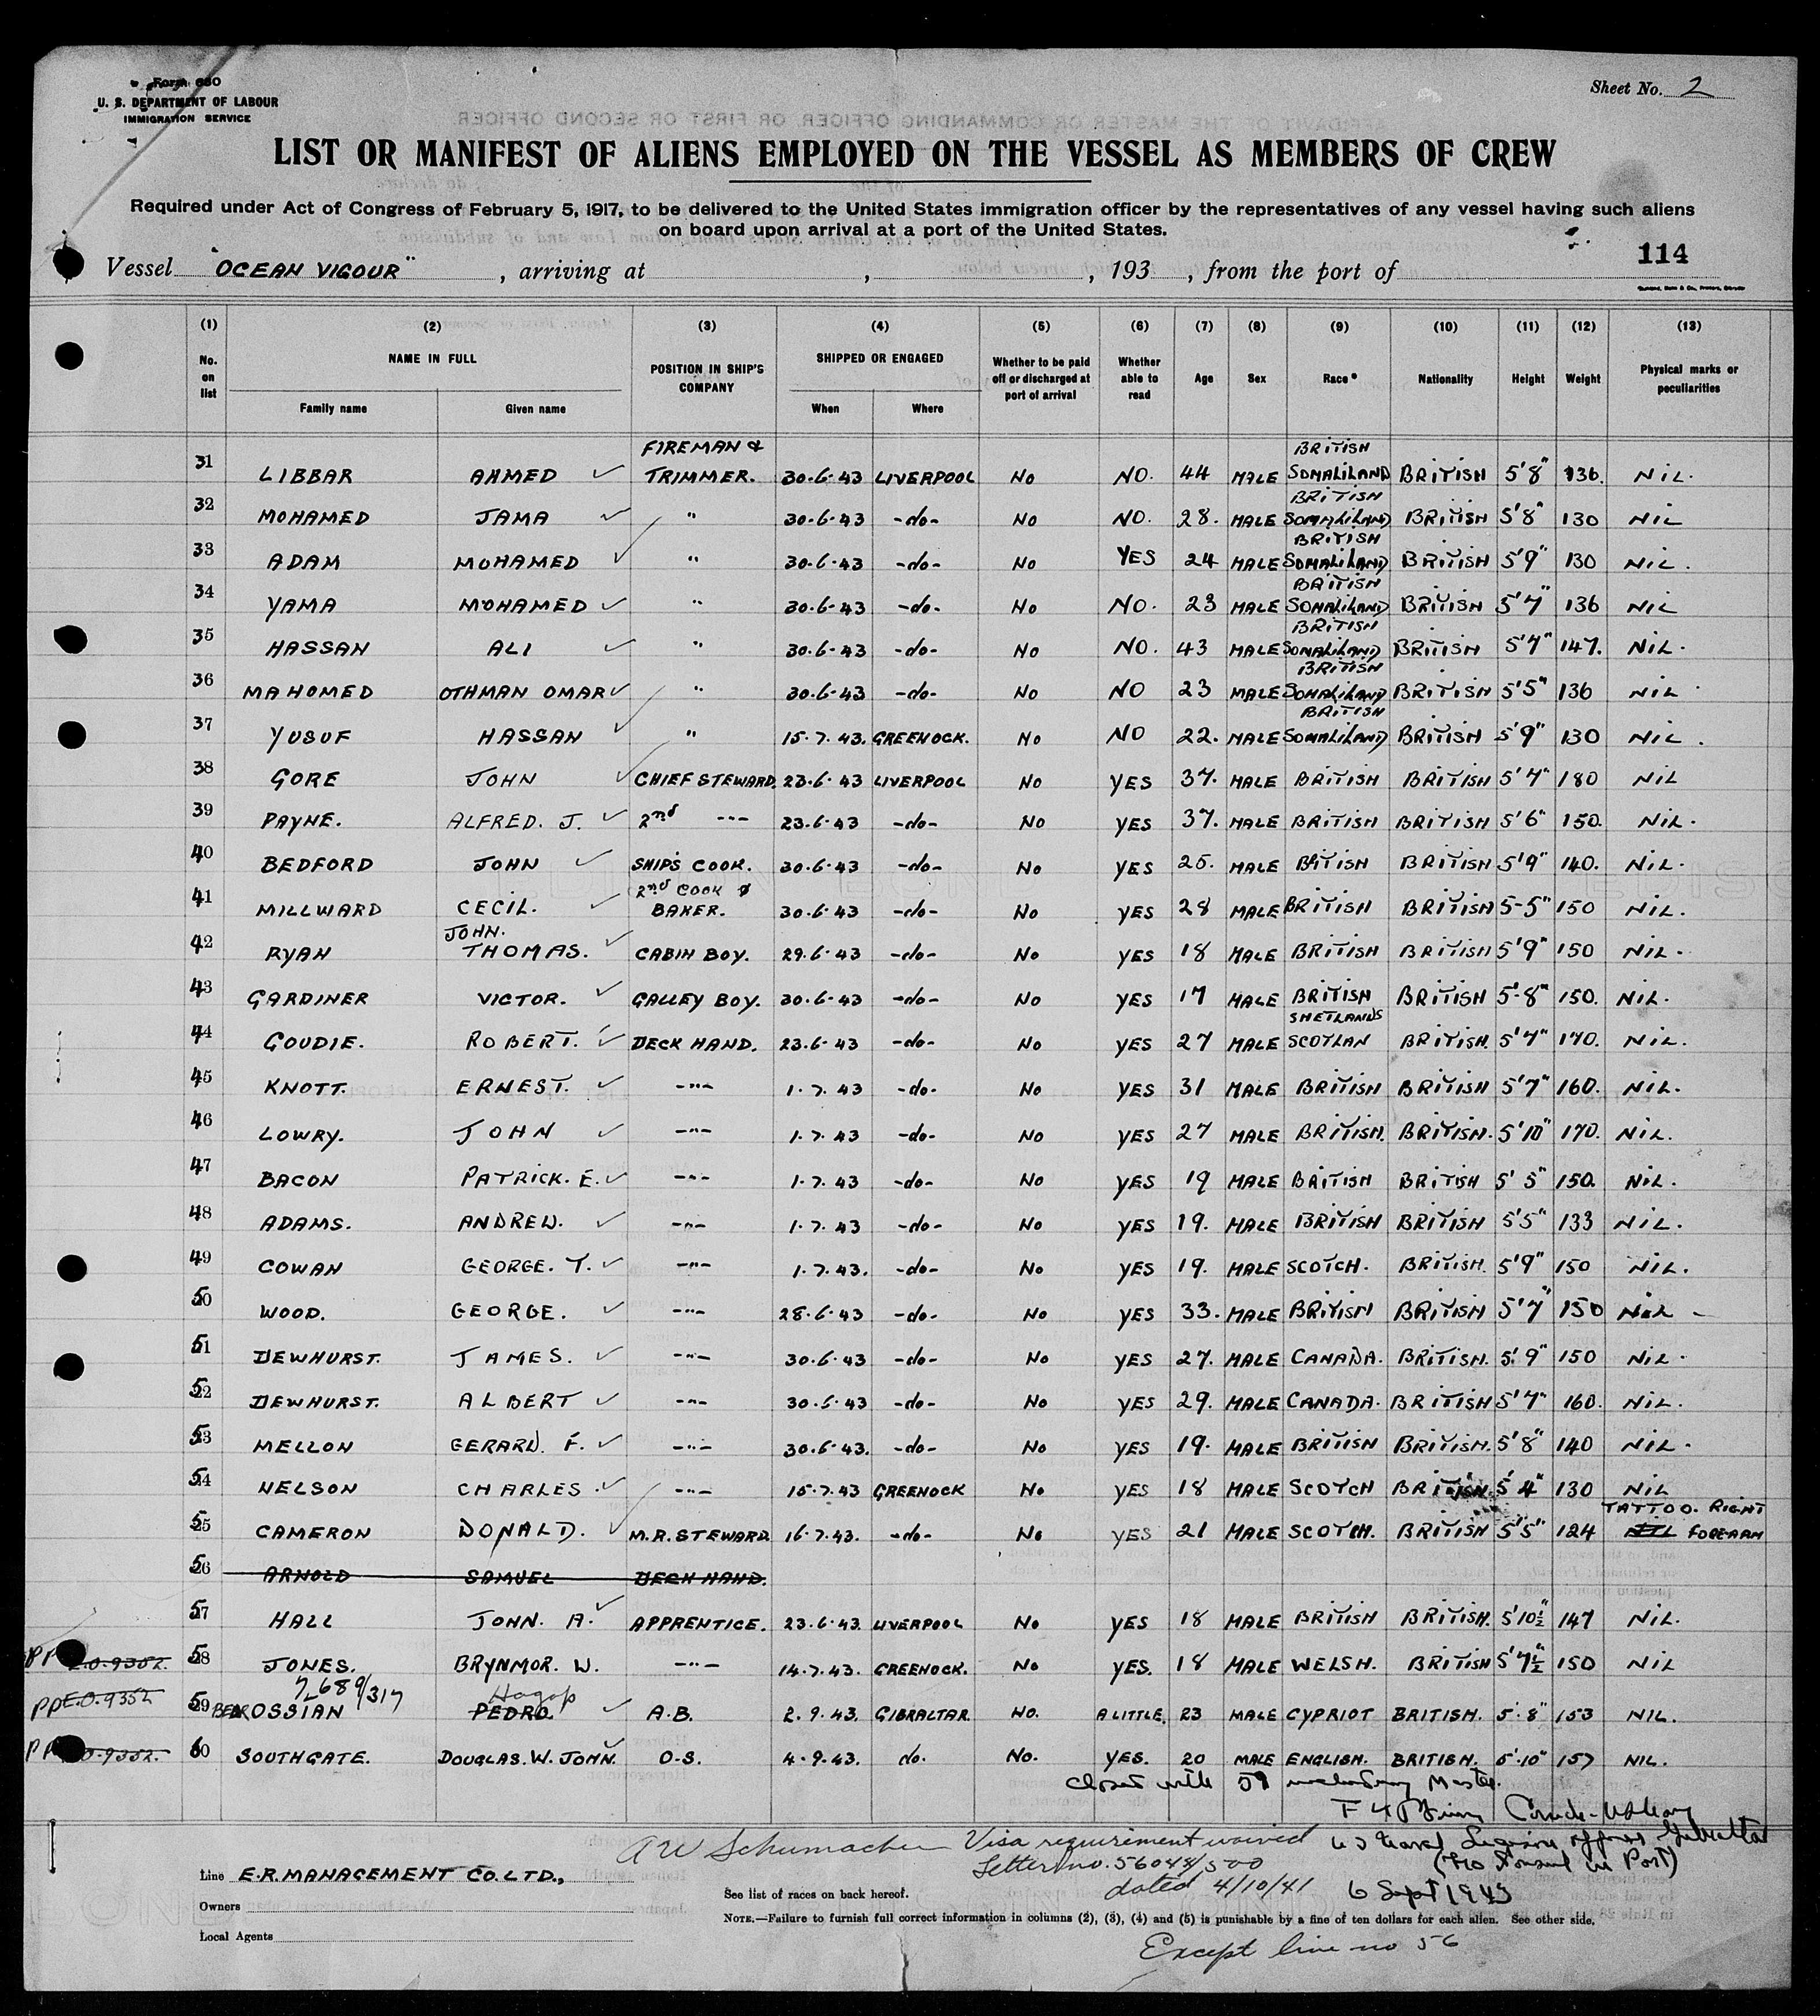 Form 680
U. S. DEPARTMENT OF LABOUR
IMMIGRATION SERVICE
Sheet No. 2
LIST OR MANIFEST OF ALIENS EMPLOYED ON THE VESSEL AS MEMBERS OF CREW
Required under Act of Congress of February 5, 1917, to be delivered to the United States immigration officer by the representatives of any vessel having such aliens
on board upon arrival at a port of the United States.
114
Vessel "OCEAN VIGOUR" , arriving at , , 193 , from the port of
(1) (2) (3) (4) (5) (6) (7) (8) (9) (10) (11) (12) (13)
No. on list NAME IN FULL POSITION IN SHIP'S COMPANY SHIPPED OR ENGAGED Whether to be paid off or discharged at port of arrival Whether able to read Age Sex Race* Nationality Height Weight Physical marks or peculiarities
Family name Given name When Where
31 LIBBAR AHMED ✓ FIREMAN & TRIMMER. 30-6-43 LIVERPOOL No NO. 44 MALE BRITISH SOMALILAND BRITISH 5'8" 136. NIL.
32 MOHAMED JAMA ✓ " 30-6-43 -do- No NO. 28. MALE BRITISH SOMALILAND BRITISH 5'8" 130 NIL
33 ADAM MOHAMED ✓ " 30-6-43 -do- No YES 24 MALE BRITISH SOMALILAND BRITISH 5'9" 130 NIL.
34 YAMA MOHAMED ✓ " 30-6-43 -do- No NO. 23 MALE BRITISH SOMALILAND BRITISH 5'7" 136 NIL
35 HASSAN ALI ✓ " 30-6-43 -do- No NO. 43 MALE BRITISH SOMALILAND BRITISH 5'7" 147. NIL.
36 MAHOMED OTHMAN OMAR ✓ " 30-6-43 -do- No NO 23 MALE BRITISH SOMALILAND BRITISH 5'5" 136 NIL
37 YUSUF HASSAN ✓ " 15.7.43. GREENOCK. No NO 22. MALE BRITISH SOMALILAND BRITISH 5'9" 130 NIL.
38 GORE JOHN ✓ CHIEF STEWARD. 23-6-43 LIVERPOOL No YES 37. MALE BRITISH BRITISH 5'7" 180 NIL
39 PAYNE. ALFRED. J. ✓ 2nd -"- 23.6.43 -do- No YES 37. MALE BRITISH BRITISH 5'6" 150. NIL.
40 BEDFORD JOHN ✓ SHIPS COOK. 30.6.43 -do- No YES 25. MALE BRITISH BRITISH 5'9" 140. NIL.
41 MILLWARD CECIL. ✓ 2nd COOK & BAKER. 30.6.43 -do- No YES 28 MALE BRITISH BRITISH 5-5" 150 NIL.
42 RYAN JOHN. THOMAS. ✓ CABIN BOY. 29.6.43 -do- No YES 18 MALE BRITISH BRITISH 5'9" 150 NIL.
43 GARDINER VICTOR. ✓ GALLEY BOY. 30.6.43 -do- No YES 17 MALE BRITISH BRITISH 5'-8" 150. NIL.
44 GOUDIE. ROBERT. ✓ DECK HAND. 23.6.43 -do- No YES 27 MALE SHETLANDS SCOTLAN BRITISH. 5'7" 170. NIL.
45 KNOTT. ERNEST. ✓ -"- 1.7.43 -do- No YES 31 MALE BRITISH BRITISH 5'7" 160. NIL.
46 LOWRY. JOHN ✓ -"- 1.7.43 -do- No YES 27 MALE BRITISH. BRITISH. 5'10" 170. NIL.
47 BACON PATRICK. E. ✓ -"- 1.7.43 -do- No YES 19 MALE BRITISH BRITISH 5'5" 150. NIL.
48 ADAMS. ANDREW. ✓ -"- 1.7.43 -do- No YES 19. MALE BRITISH BRITISH 5'5" 133 NIL.
49 COWAN GEORGE. T. ✓ -"- 1.7.43. -do- No YES 19. MALE SCOTCH. BRITISH. 5'9" 150 NIL.
50 WOOD. GEORGE. ✓ -"- 28.6.43 -do- No YES 33. MALE BRITISH BRITISH 5'7" 150 NIL -
51 DEWHURST. JAMES. ✓ -"- 30.6.43 -do- No YES 27. MALE CANADA. BRITISH. 5'9" 150 NIL.
52 DEWHURST. ALBERT ✓ -"- 30.6.43 -do- No YES 29. MALE CANADA. BRITISH 5'7" 160. NIL.
53 MELLON GERARD. F. ✓ -"- 30.6.43. -do- No YES 19. MALE BRITISH BRITISH. 5'8" 140 NIL.
54 NELSON CHARLES. ✓ -"- 15.7.43 GREENOCK No YES 18 MALE SCOTCH BRITISH 5'4" 130 NIL
55 CAMERON DONALD. ✓ M.R. STEWARD 16.7.43. -do- No YES 21 MALE SCOTCH. BRITISH 5'5" 124 NIL TATTOO. RIGHT FOREARM
56 ARNOLD SAMUEL DECK HAND.
57 HALL JOHN. A. ✓ APPRENTICE. 23.6.43. LIVERPOOL No YES 18 MALE BRITISH BRITISH. 5'10½" 147 NIL.
PP E.O.9352. 58 JONES. BRYNMOR. W. -"- 14.7.43. GREENOCK. No YES. 18 MALE WELSH. BRITISH 5'7½" 150 NIL
7-689/317 Hagop
PP E.O.9352 59 BEDROSSIAN PEDRO. ✓ A.B. 2.9.43. GIBRALTAR. NO. A LITTLE. 23 MALE CYPRIOT BRITISH. 5'.8" 153 NIL.
PP E.O.9352. 60 SOUTHGATE. DOUGLAS. W. JOHN. ✓ O.S. 4.9.43. do. No. YES. 20 MALE ENGLISH. BRITISH. 5'.10" 157 NIL.
Closed with 59 including Master.
A W Schumacher Visa requirement waived
Letter no. 56048/500
dated 4/10/41
(No Consul in Port)
6 Sept 1943
Line E.R. MANAGEMENT CO. LTD.,
Owners
Local Agents
See list of races on back hereof.
NOTE.—Failure to furnish full correct information in columns (2), (3), (4) and (5) is punishable by a fine of ten dollars for each alien. See other side.
Except line no 56